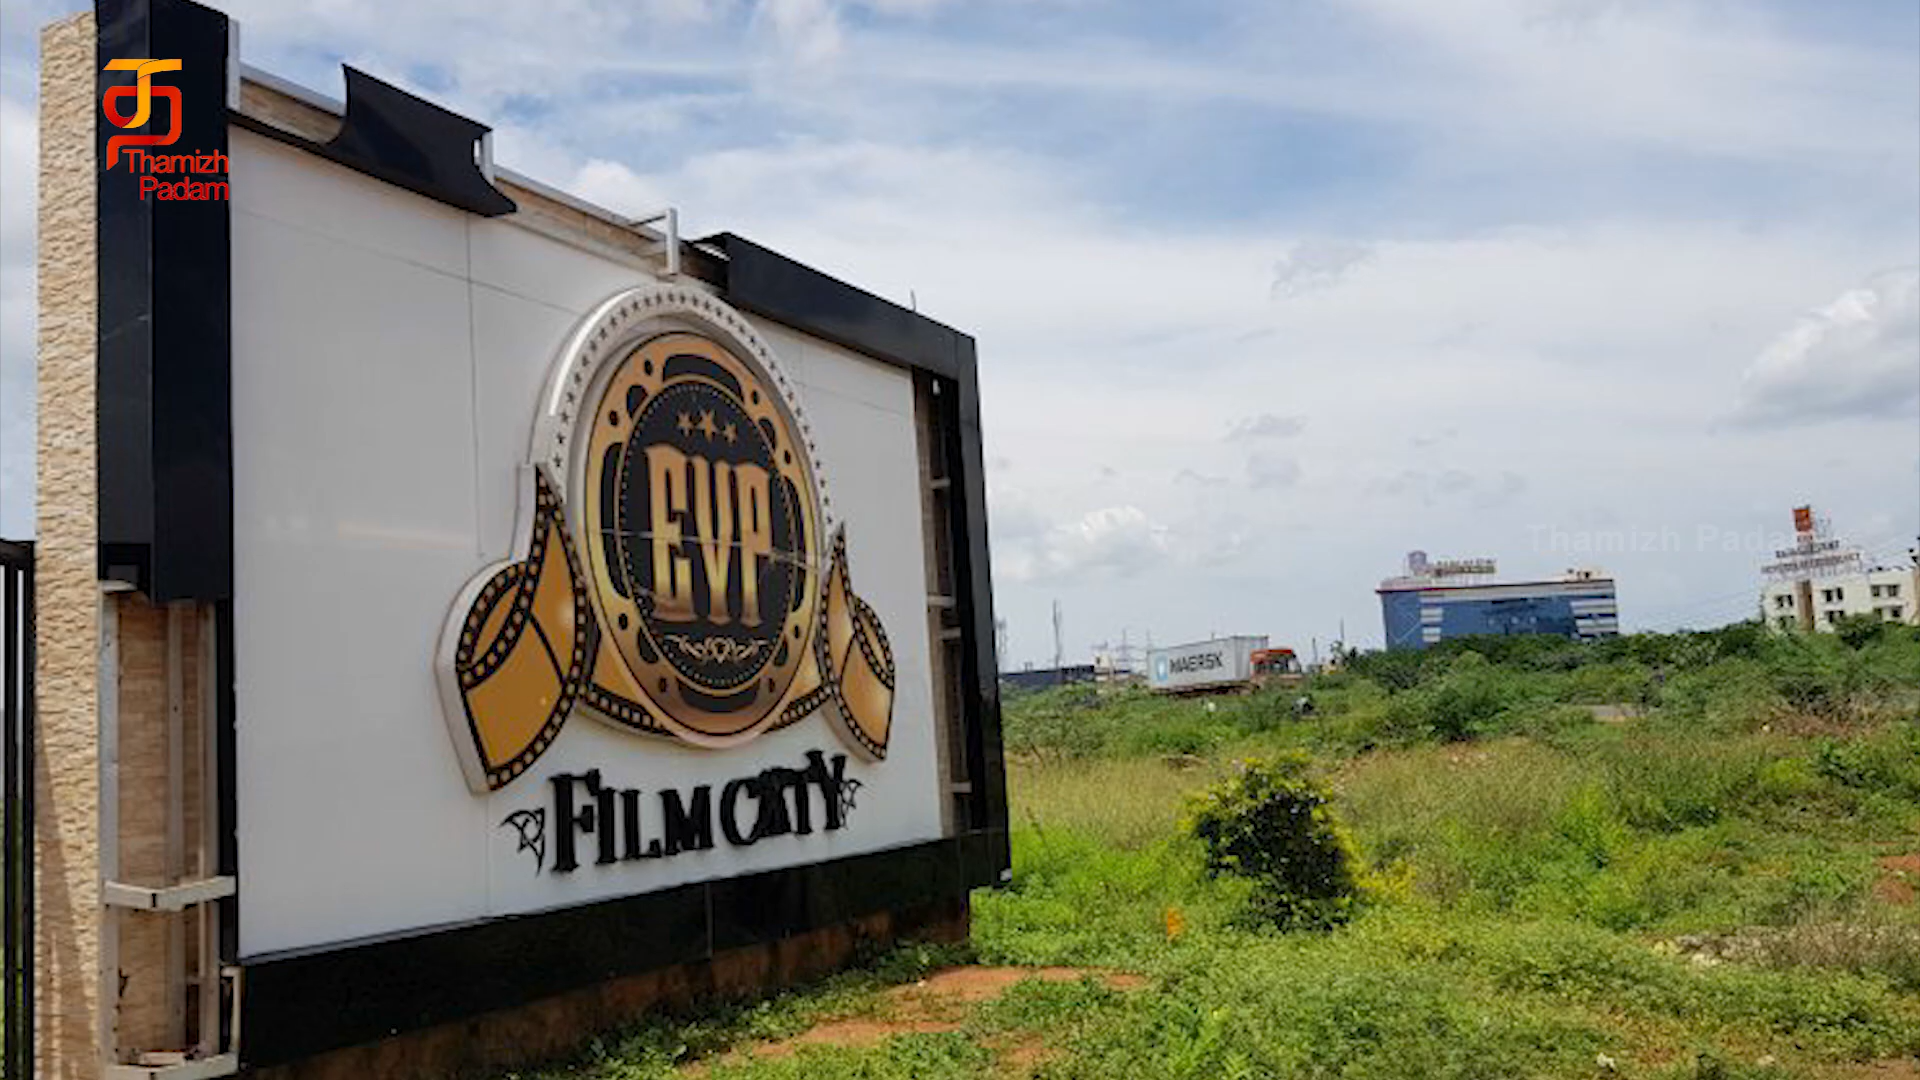 Thamizh
Padam
EVP
FILM CITY
MAERSK
Thamizh Padam